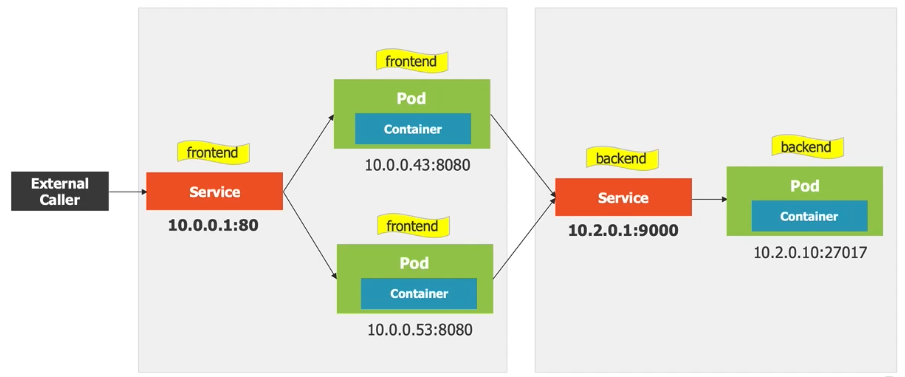 External
Caller
frontend
Service
10.0.0.1:80
frontend
Pod
Container
10.0.0.43:8080
frontend
Pod
Container
10.0.0.53:8080
backend
Service
10.2.0.1:9000
backend
Pod
Container
10.2.0.10:27017